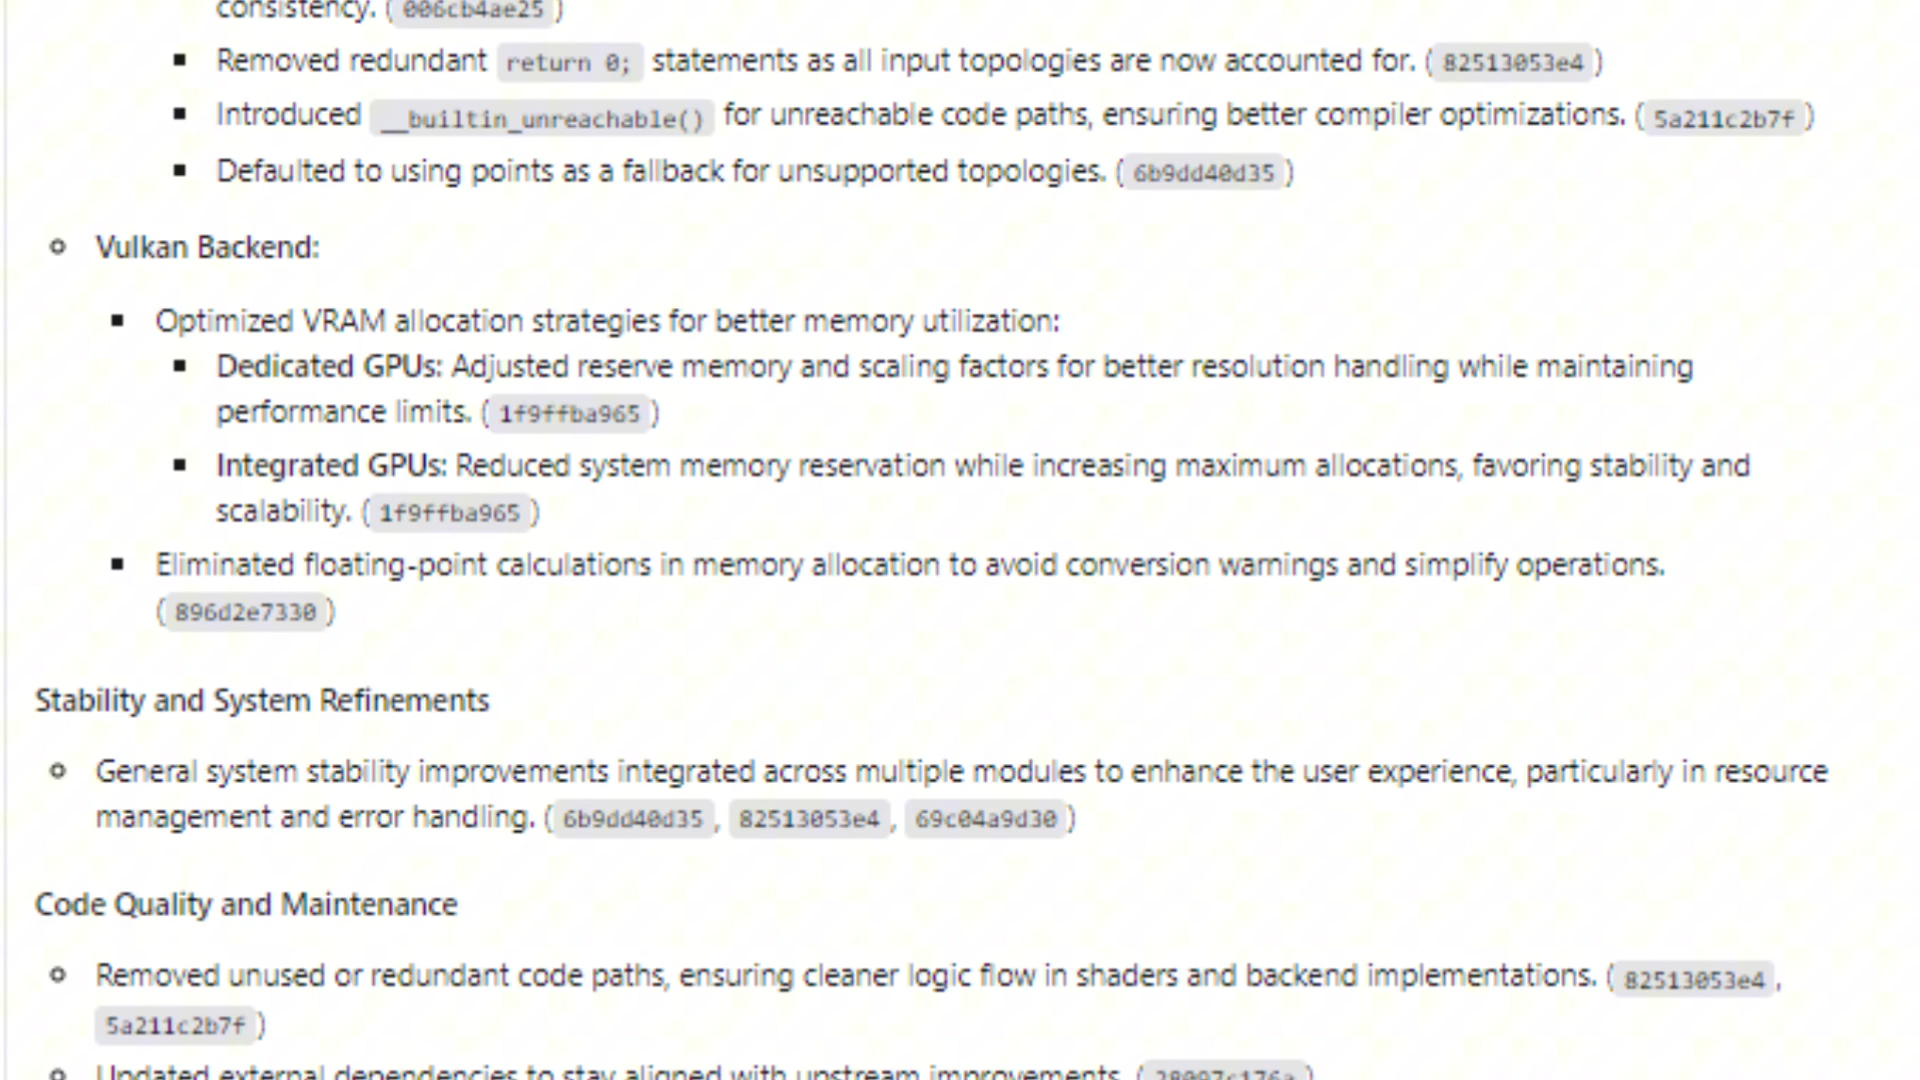 consistency. (006cb4ae25)
Removed redundant return 0; statements as all input topologies are now accounted for. (82513053e4)
Introduced __builtin_unreachable() for unreachable code paths, ensuring better compiler optimizations. (5a211c2b7f)
Defaulted to using points as a fallback for unsupported topologies. (6b9dd40d35)
Vulkan Backend:
Optimized VRAM allocation strategies for better memory utilization:
Dedicated GPUs: Adjusted reserve memory and scaling factors for better resolution handling while maintaining
performance limits. (1f9ffba965)
Integrated GPUs: Reduced system memory reservation while increasing maximum allocations, favoring stability and
scalability. (1f9ffba965)
Eliminated floating-point calculations in memory allocation to avoid conversion warnings and simplify operations.
(896d2e7330)
Stability and System Refinements
General system stability improvements integrated across multiple modules to enhance the user experience, particularly in resource
management and error handling. (6b9dd40d35, 82513053e4, 69c04a9d30)
Code Quality and Maintenance
Removed unused or redundant code paths, ensuring cleaner logic flow in shaders and backend implementations. (82513053e4,
5a211c2b7f)
Updated external dependencies to stay aligned with upstream improvements. (28097c176a)